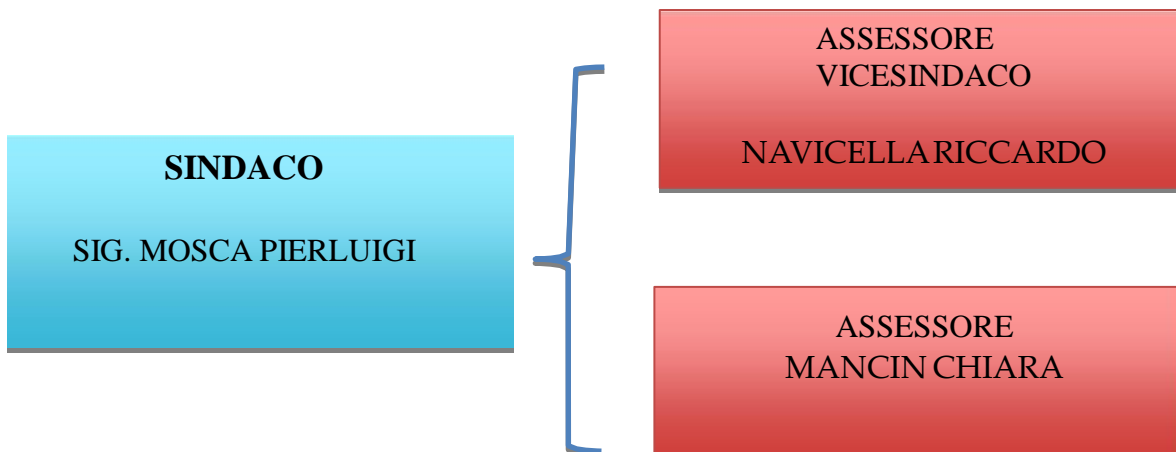 SINDACO
SIG. MOSCA PIERLUIGI
ASSESSORE
VICESINDACO
NAVICELLA RICCARDO
ASSESSORE
MANCIN CHIARA